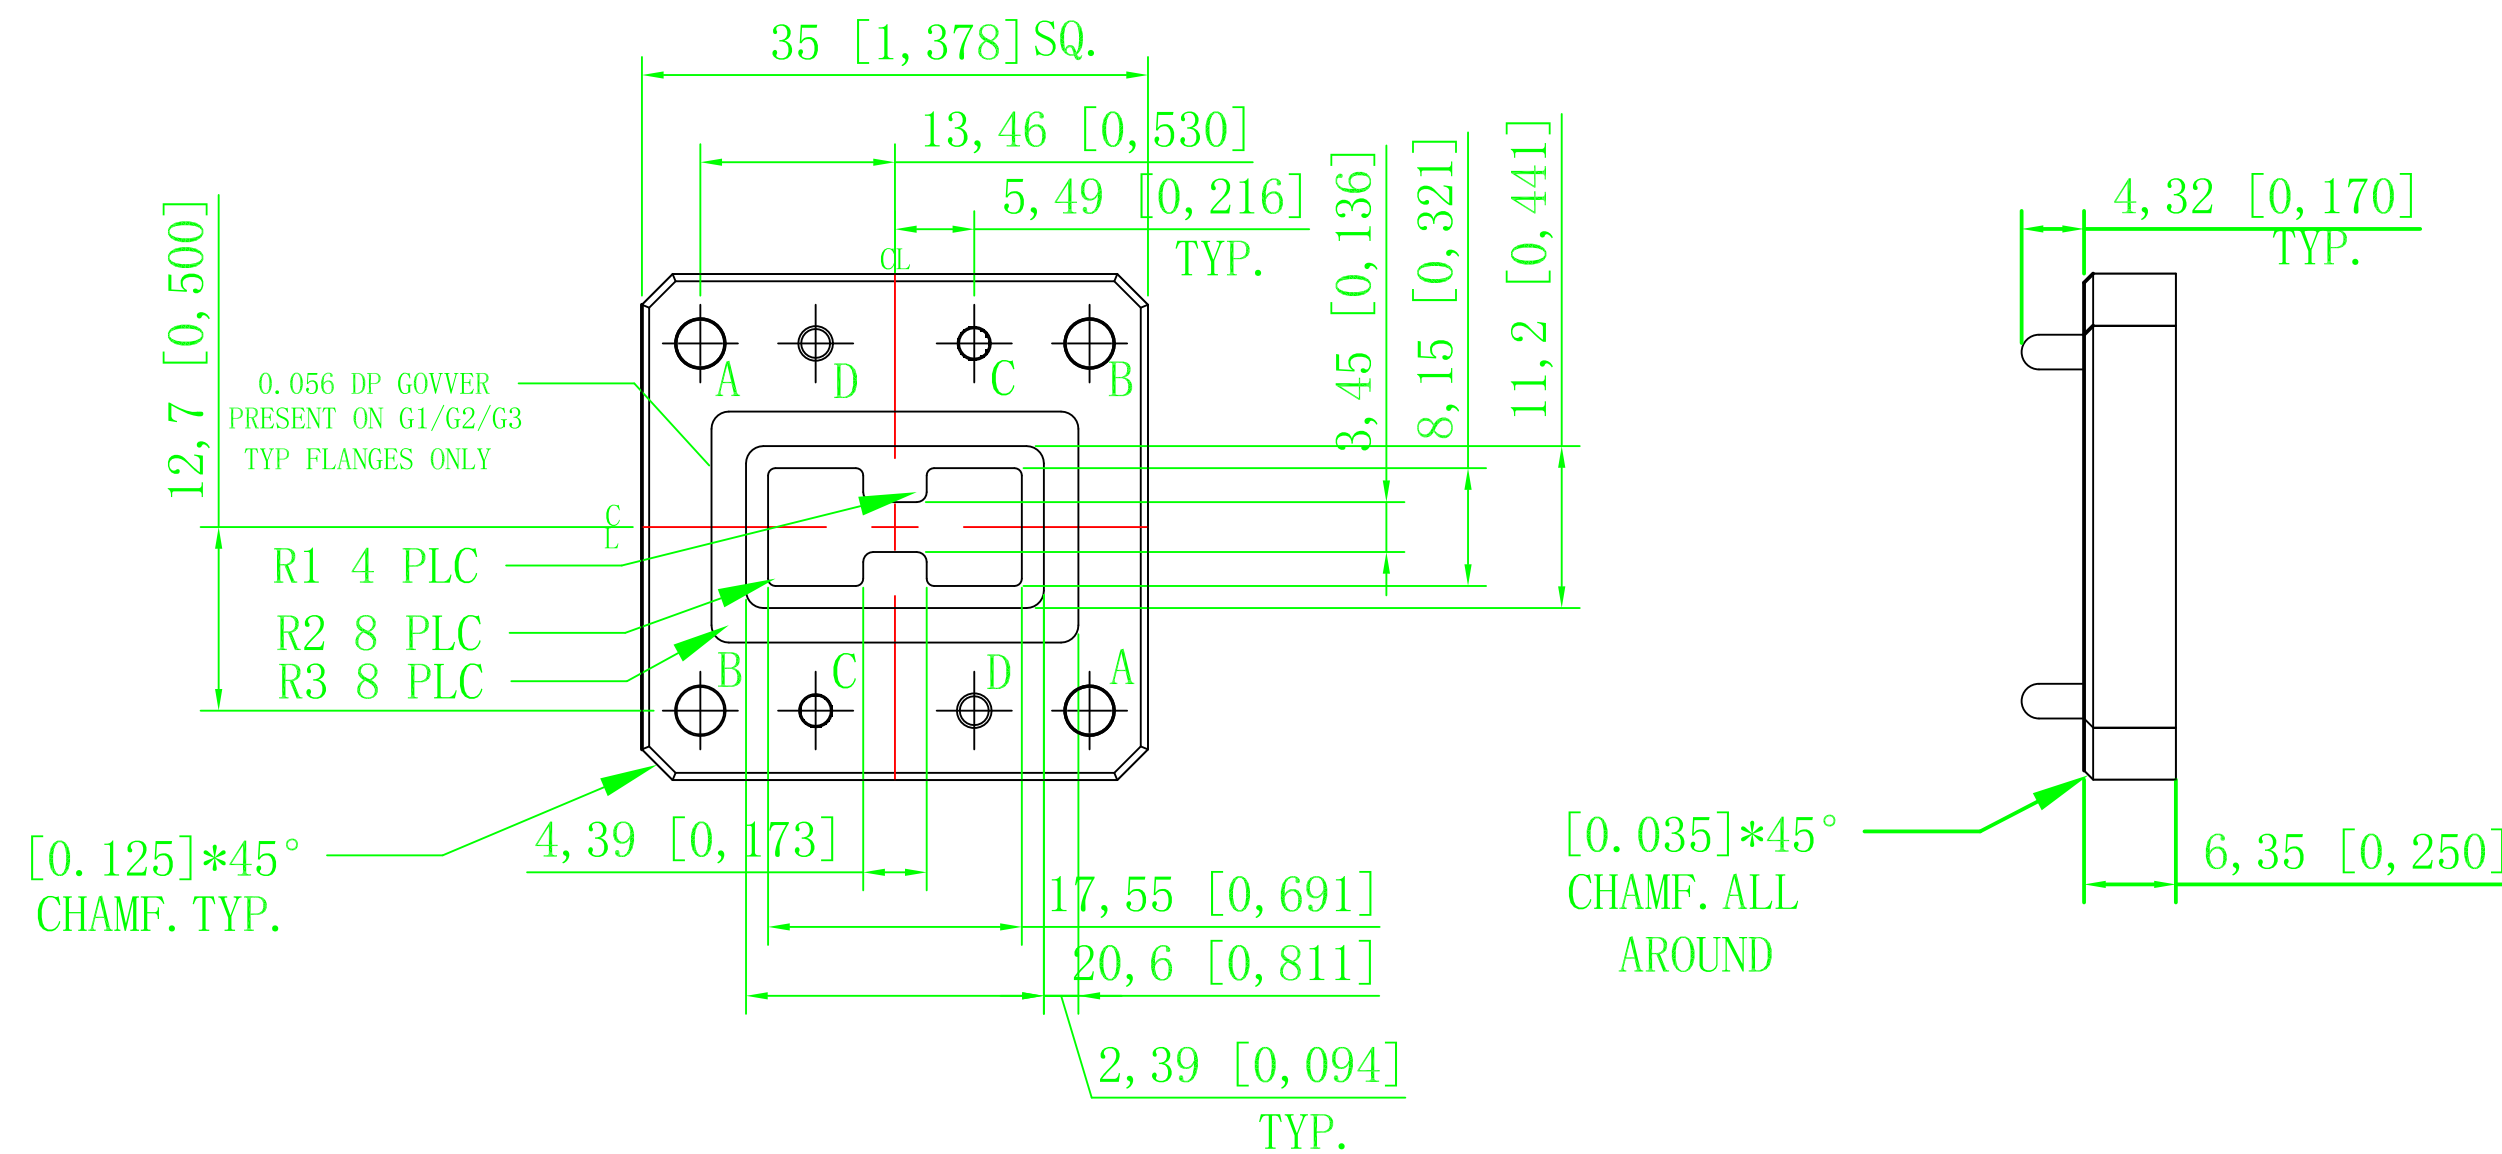 35 [1,378]SQ.
13,46 [0,530]
5,49 [0,216]
TYP.
4,32 [0,170]
TYP.
12,7 [0,500]
3,45 [0,136]
8,15 [0,321]
11,2 [0,441]
CL
A
D
C
B
0.056 DP GOWER
PRESENT ON G1/G2/G3
TYP FLANGES ONLY
C
L
R1 4 PLC
R2 8 PLC
R3 8 PLC
B
C
D
A
[0.125]*45°
CHAMF.TYP.
4,39 [0,173]
17,55 [0,691]
20,6 [0,811]
2,39 [0,094]
TYP.
[0.035]*45°
CHAMF.ALL
AROUND
6,35 [0,250]